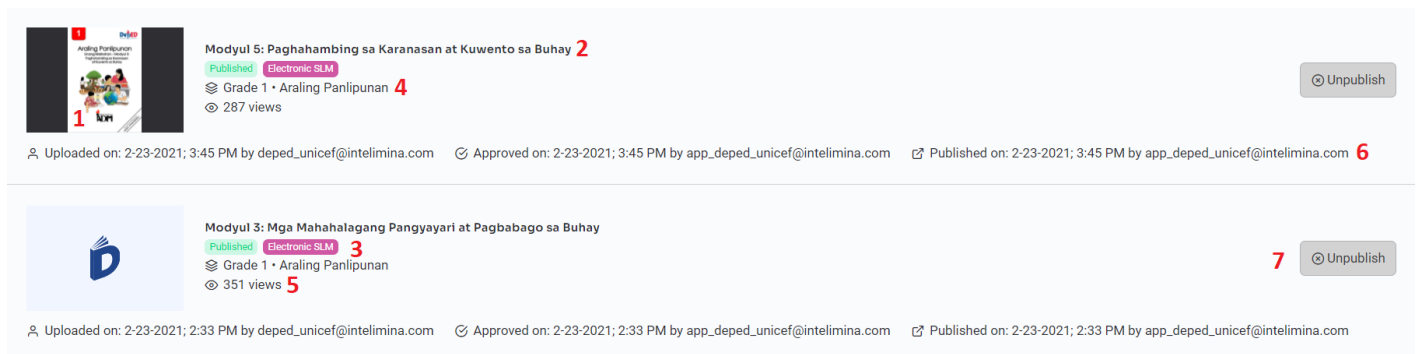 1
DepED
Araling Panlipunan
1
Modyul 5: Paghahambing sa Karanasan at Kuwento sa Buhay 2
Published Electronic SLM
Grade 1 • Araling Panlipunan 4
287 views
Unpublish
Uploaded on: 2-23-2021; 3:45 PM by deped_unicef@intelimina.com Approved on: 2-23-2021; 3:45 PM by app_deped_unicef@intelimina.com Published on: 2-23-2021; 3:45 PM by app_deped_unicef@intelimina.com 6
Modyul 3: Mga Mahahalagang Pangyayari at Pagbabago sa Buhay
Published Electronic SLM 3
Grade 1 • Araling Panlipunan
351 views 5
7 Unpublish
Uploaded on: 2-23-2021; 2:33 PM by deped_unicef@intelimina.com Approved on: 2-23-2021; 2:33 PM by app_deped_unicef@intelimina.com Published on: 2-23-2021; 2:33 PM by app_deped_unicef@intelimina.com